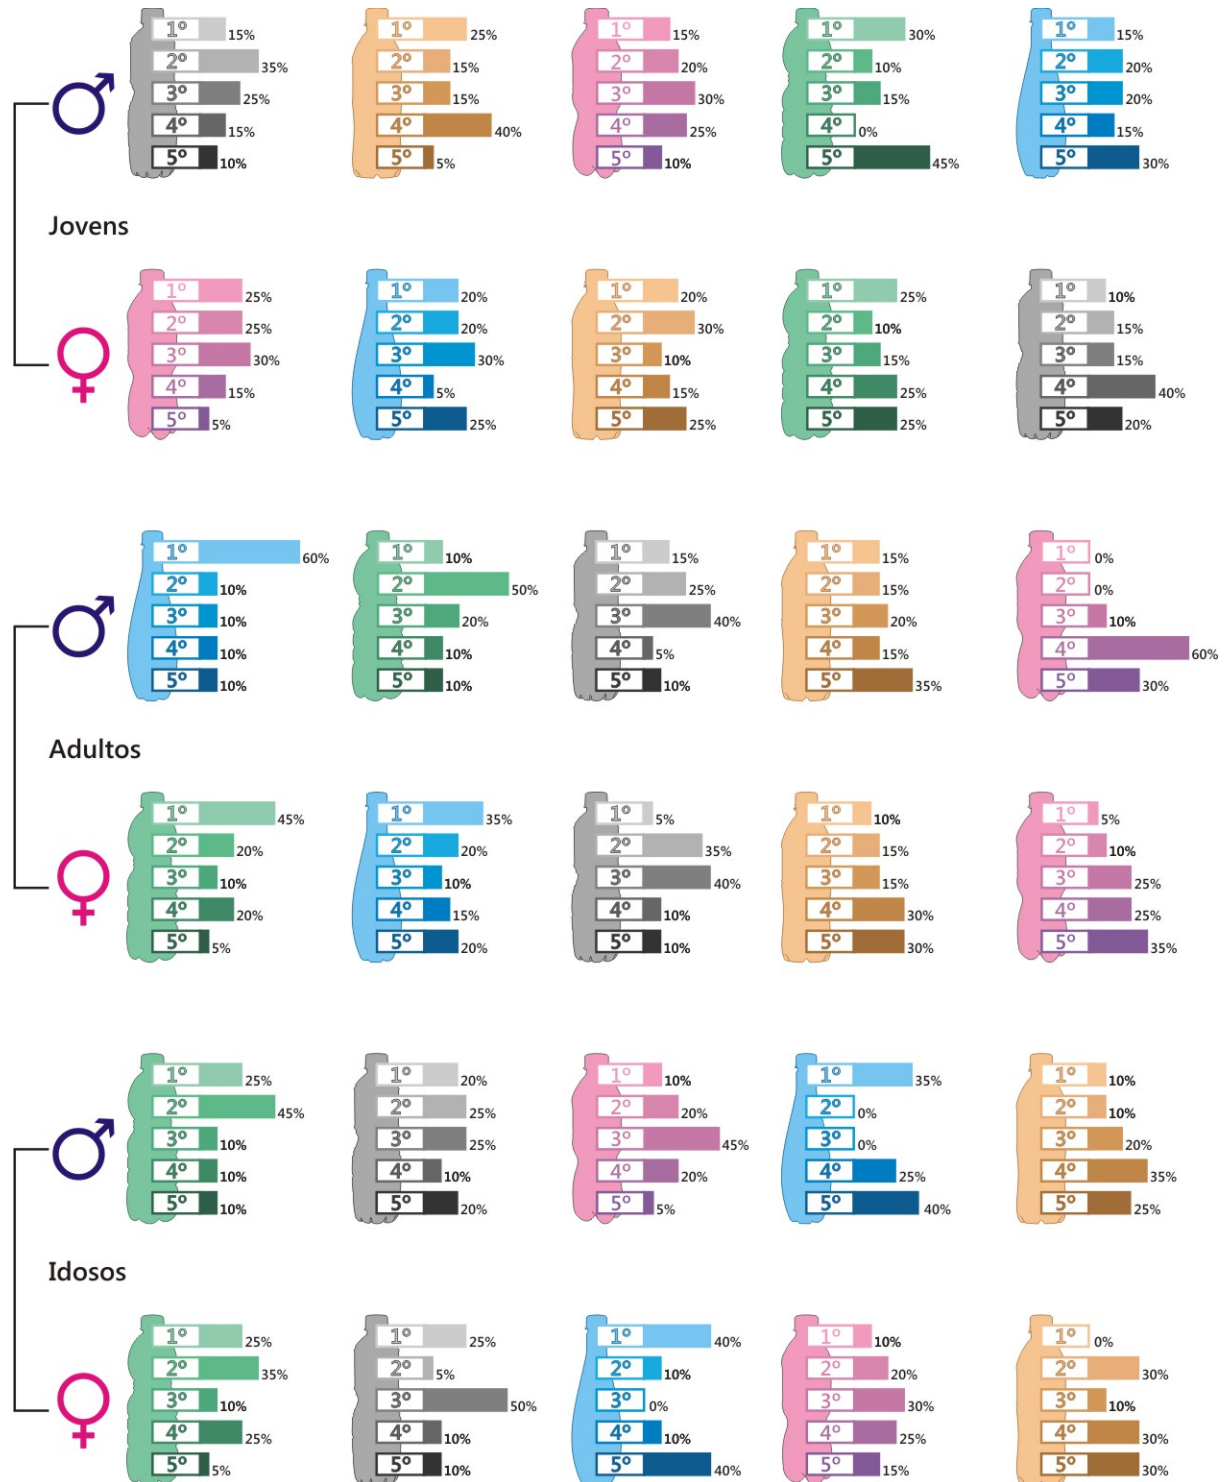 1º 15% 1º 25% 1º 15% 1º 30% 1º 15%
2º 35% 2º 15% 2º 20% 2º 10% 2º 20%
3º 25% 3º 15% 3º 30% 3º 15% 3º 20%
4º 15% 4º 40% 4º 25% 4º 0% 4º 15%
5º 10% 5º 5% 5º 10% 5º 45% 5º 30%
Jovens
1º 25% 1º 20% 1º 20% 1º 25% 1º 10%
2º 25% 2º 20% 2º 30% 2º 10% 2º 15%
3º 30% 3º 30% 3º 10% 3º 15% 3º 15%
4º 15% 4º 5% 4º 15% 4º 25% 4º 40%
5º 5% 5º 25% 5º 25% 5º 25% 5º 20%
1º 60% 1º 10% 1º 15% 1º 15% 1º 0%
2º 10% 2º 50% 2º 25% 2º 15% 2º 0%
3º 10% 3º 20% 3º 40% 3º 20% 3º 10%
4º 10% 4º 10% 4º 5% 4º 15% 4º 60%
5º 10% 5º 10% 5º 10% 5º 35% 5º 30%
Adultos
1º 45% 1º 35% 1º 5% 1º 10% 1º 5%
2º 20% 2º 20% 2º 35% 2º 15% 2º 10%
3º 10% 3º 10% 3º 40% 3º 15% 3º 25%
4º 20% 4º 15% 4º 10% 4º 30% 4º 25%
5º 5% 5º 20% 5º 10% 5º 30% 5º 35%
1º 25% 1º 20% 1º 10% 1º 35% 1º 10%
2º 45% 2º 25% 2º 20% 2º 0% 2º 10%
3º 10% 3º 25% 3º 45% 3º 0% 3º 20%
4º 10% 4º 10% 4º 20% 4º 25% 4º 35%
5º 10% 5º 20% 5º 5% 5º 40% 5º 25%
Idosos
1º 25% 1º 25% 1º 40% 1º 10% 1º 0%
2º 35% 2º 5% 2º 10% 2º 20% 2º 30%
3º 10% 3º 50% 3º 0% 3º 30% 3º 10%
4º 25% 4º 10% 4º 10% 4º 25% 4º 30%
5º 5% 5º 10% 5º 40% 5º 15% 5º 30%